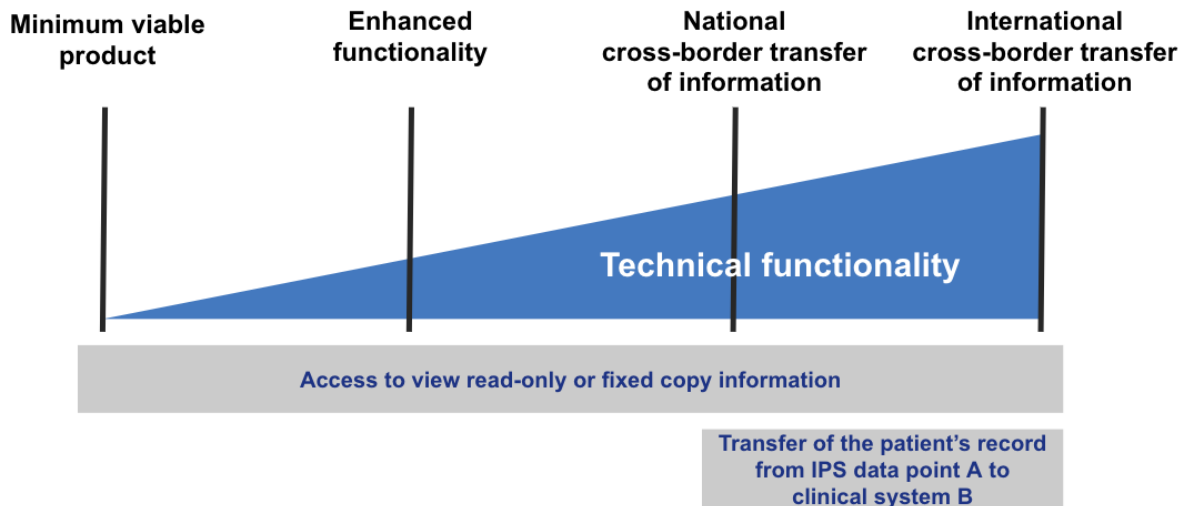 Minimum viable
product
Enhanced
functionality
National
cross-border transfer
of information
International
cross-border transfer
of information
Technical functionality
Access to view read-only or fixed copy information
Transfer of the patient’s record
from IPS data point A to
clinical system B